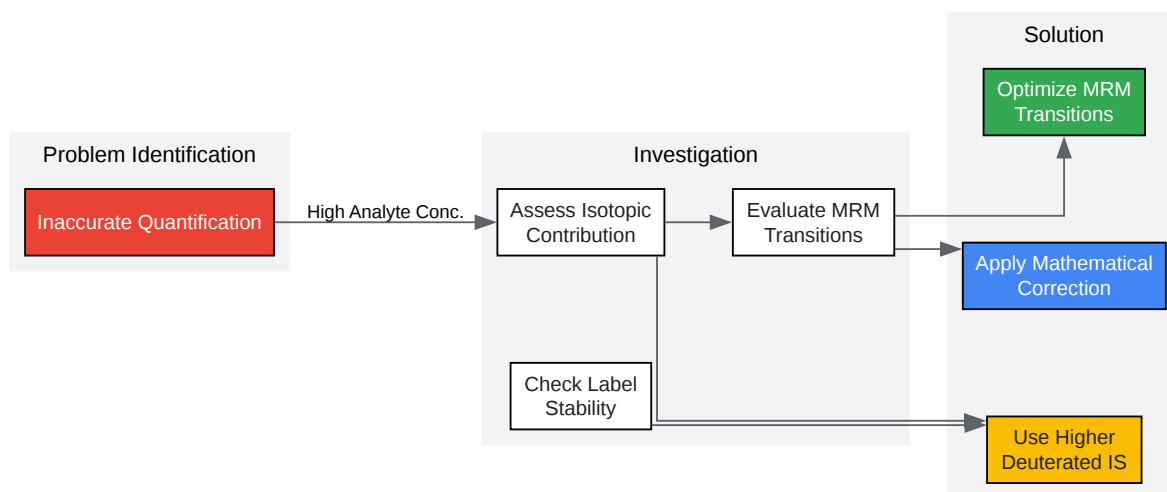 Problem Identification
Inaccurate Quantification
High Analyte Conc.
Investigation
Assess Isotopic
Contribution
Evaluate MRM
Transitions
Check Label
Stability
Solution
Optimize MRM
Transitions
Apply Mathematical
Correction
Use Higher
Deuterated IS